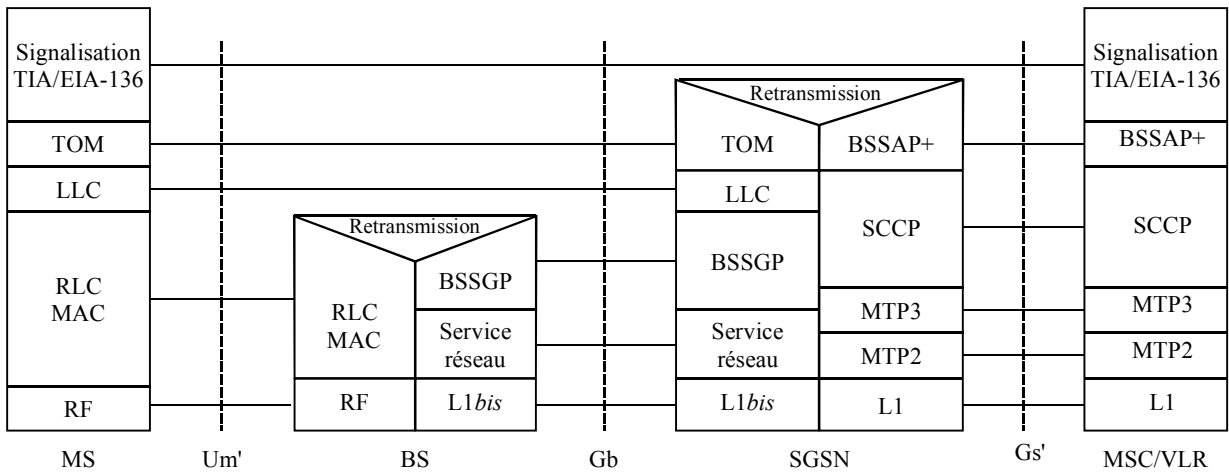 Signalisation
TIA/EIA-136
TOM
LLC
RLC
MAC
RF
MS
Um'
Retransmission
RLC
MAC
RF
BSSGP
Service
réseau
L1bis
BS
Gb
Retransmission
TOM
LLC
BSSGP
Service
réseau
L1bis
BSSAP+
SCCP
MTP3
MTP2
L1
SGSN
Gs'
Signalisation
TIA/EIA-136
BSSAP+
SCCP
MTP3
MTP2
L1
MSC/VLR